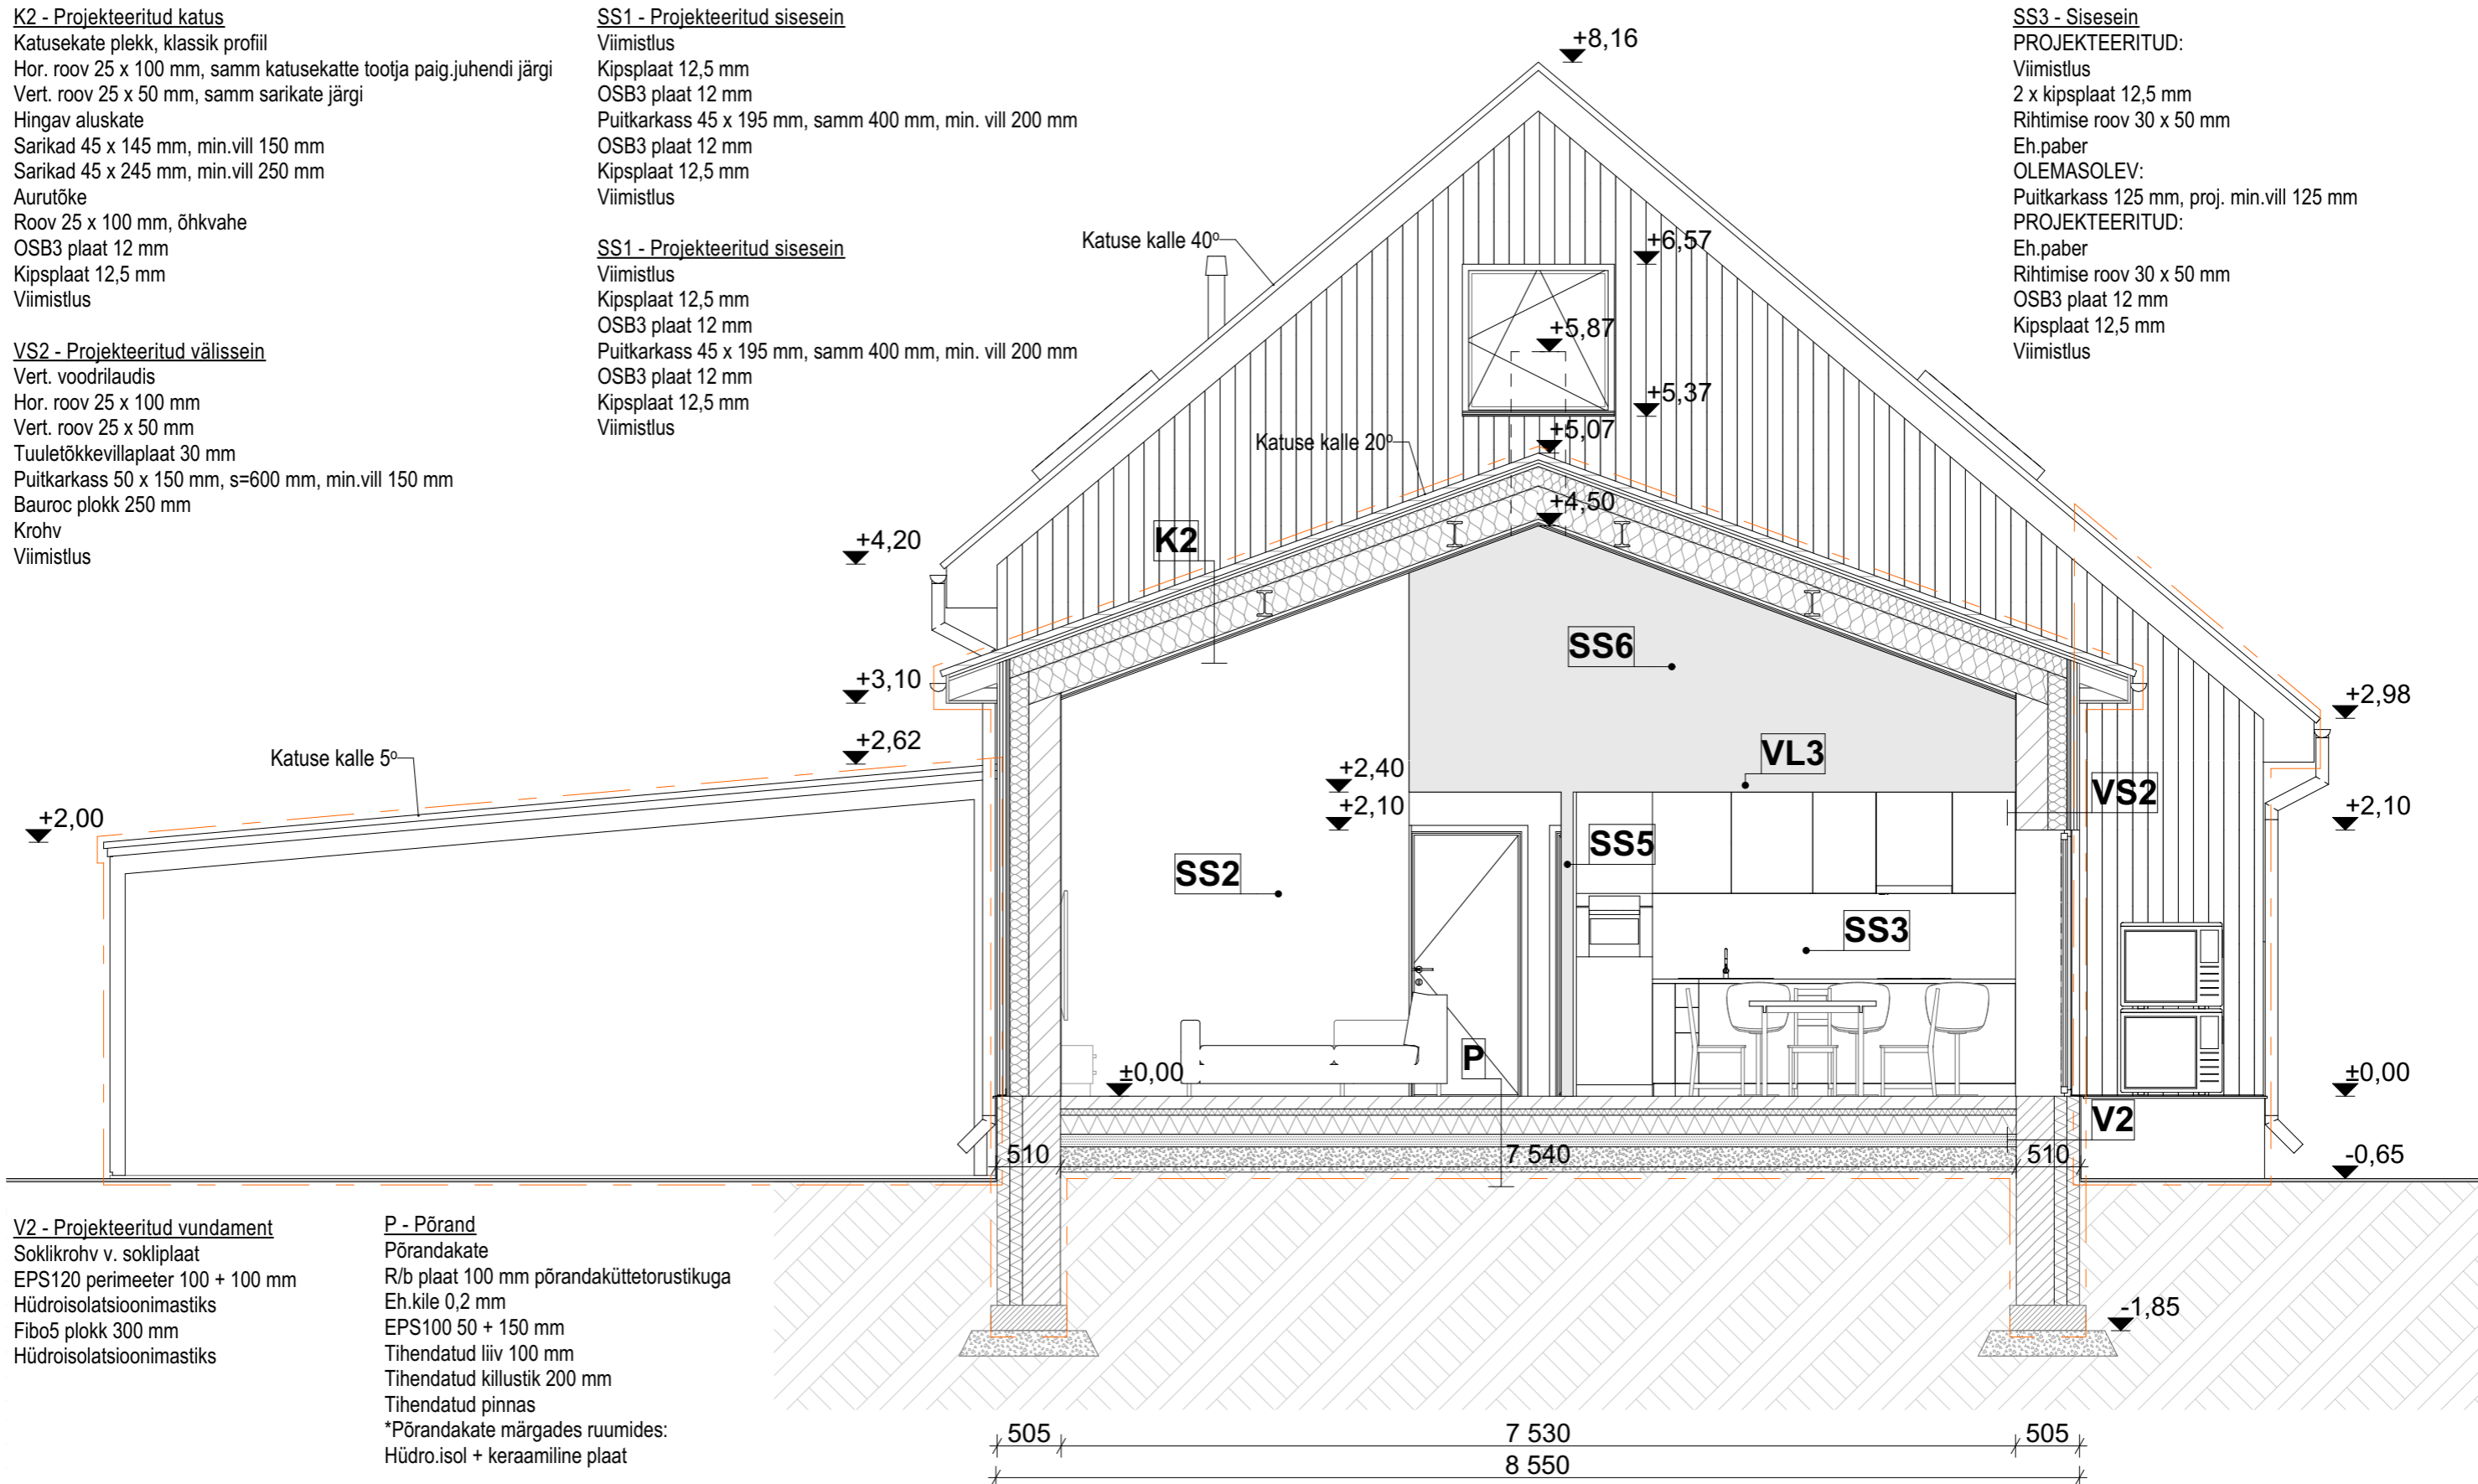 K2 - Projekteeritud katus
Katusekate plekk, klassik profiil
Hor. roov 25 x 100 mm, samm katusekatte tootja paig.juhendi järgi
Vert. roov 25 x 50 mm, samm sarikate järgi
Hingav aluskate
Sarikad 45 x 145 mm, min.vill 150 mm
Sarikad 45 x 245 mm, min.vill 250 mm
Aurutõke
Roov 25 x 100 mm, õhkvahe
OSB3 plaat 12 mm
Kipsplaat 12,5 mm
Viimistlus
VS2 - Projekteeritud välissein
Vert. voodrilaudis
Hor. roov 25 x 100 mm
Vert. roov 25 x 50 mm
Tuuletõkkevillaplaat 30 mm
Puitkarkass 50 x 150 mm, s=600 mm, min.vill 150 mm
Bauroc plokk 250 mm
Krohv
Viimistlus
SS1 - Projekteeritud sisesein
Viimistlus
Kipsplaat 12,5 mm
OSB3 plaat 12 mm
Puitkarkass 45 x 195 mm, samm 400 mm, min. vill 200 mm
OSB3 plaat 12 mm
Kipsplaat 12,5 mm
Viimistlus
SS1 - Projekteeritud sisesein
Viimistlus
Kipsplaat 12,5 mm
OSB3 plaat 12 mm
Puitkarkass 45 x 195 mm, samm 400 mm, min. vill 200 mm
OSB3 plaat 12 mm
Kipsplaat 12,5 mm
Viimistlus
SS3 - Sisesein
PROJEKTEERITUD:
Viimistlus
2 x kipsplaat 12,5 mm
Rihtimise roov 30 x 50 mm
Eh.paber
OLEMASOLEV:
Puitkarkass 125 mm, proj. min.vill 125 mm
PROJEKTEERITUD:
Eh.paber
Rihtimise roov 30 x 50 mm
OSB3 plaat 12 mm
Kipsplaat 12,5 mm
Viimistlus
+8,16
Katuse kalle 40º
+6,57
+5,87
+5,37
+5,07
Katuse kalle 20º
+4,50
K2
+4,20
SS6
+3,10
+2,98
+2,62
Katuse kalle 5º
VL3
+2,40
VS2
+2,10
+2,10
+2,00
SS5
SS2
SS3
P
±0,00
±0,00
V2
510
7 540
510
-0,65
-1,85
V2 - Projekteeritud vundament
Soklikrohv v. sokliplaat
EPS120 perimeeter 100 + 100 mm
Hüdroisolatsioonimastiks
Fibo5 plokk 300 mm
Hüdroisolatsioonimastiks
P - Põrand
Põrandakate
R/b plaat 100 mm põrandaküttetorustikuga
Eh.kile 0,2 mm
EPS100 50 + 150 mm
Tihendatud liiv 100 mm
Tihendatud killustik 200 mm
Tihendatud pinnas
*Põrandakate märgades ruumides:
Hüdro.isol + keraamiline plaat
505
7 530
505
8 550